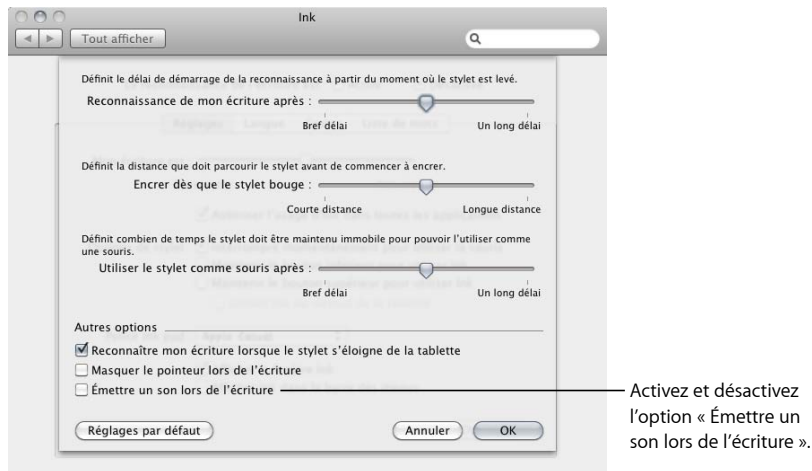 Ink
Tout afficher
Définit le délai de démarrage de la reconnaissance à partir du moment où le stylet est levé.
Reconnaissance de mon écriture après :
Bref délai Un long délai
Définit la distance que doit parcourir le stylet avant de commencer à encrer.
Encrer dès que le stylet bouge :
Courte distance Longue distance
Définit combien de temps le stylet doit être maintenu immobile pour pouvoir l'utiliser comme
une souris.
Utiliser le stylet comme souris après :
Bref délai Un long délai
Autres options
Reconnaître mon écriture lorsque le stylet s'éloigne de la tablette
Masquer le pointeur lors de l'écriture
Émettre un son lors de l'écriture
Réglages par défaut Annuler OK
Activez et désactivez
l'option « Émettre un
son lors de l'écriture ».